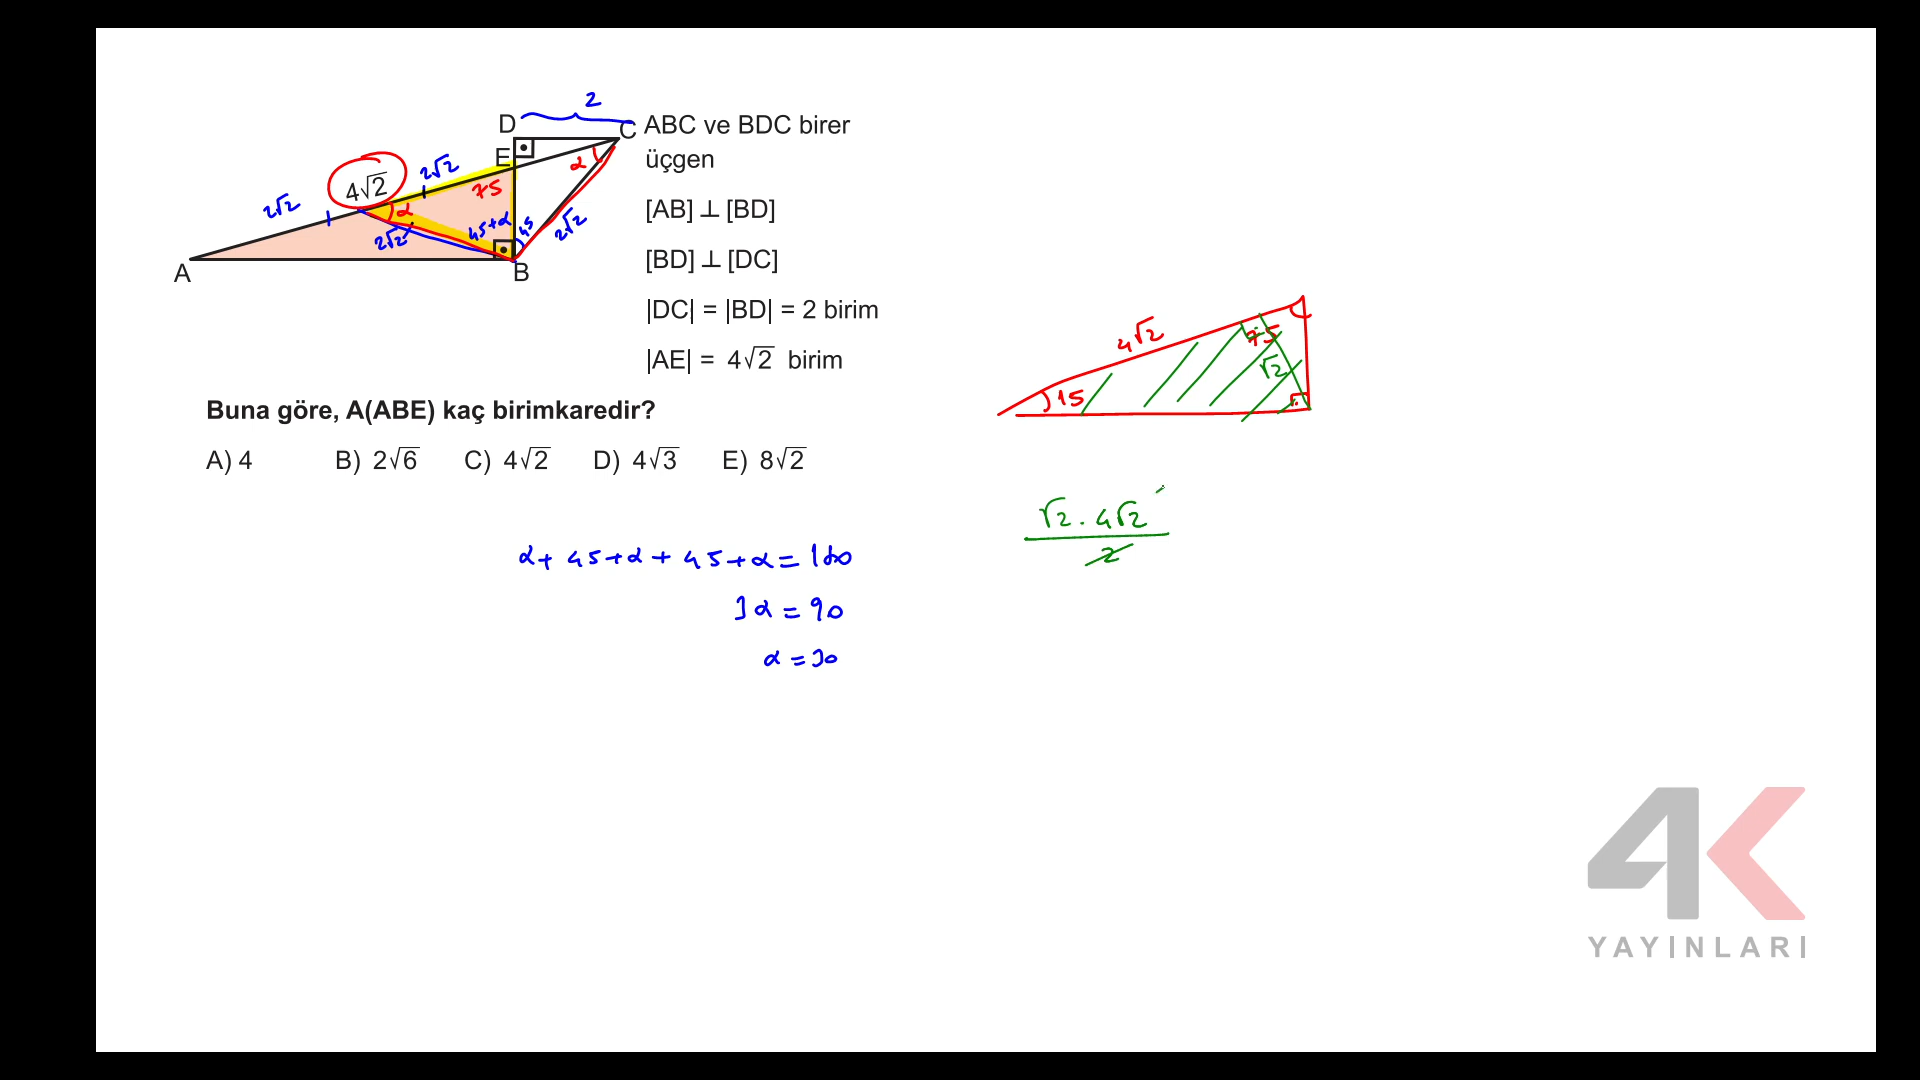 2
D
C
E
ABC ve BDC birer
üçgen
2√2
4√2
2√2
75
α
α
2√2
45+α
45
2√2
A
B
[AB] ⊥ [BD]
[BD] ⊥ [DC]
|DC| = |BD| = 2 birim
|AE| = 4√2 birim
Buna göre, A(ABE) kaç birimkaredir?
A) 4 B) 2√6 C) 4√2 D) 4√3 E) 8√2
4√2
75
√2
15
√2 . 4√2
2
α + 45+α + 45+α = 180
3α = 90
α = 30
4K
YAYINLARI